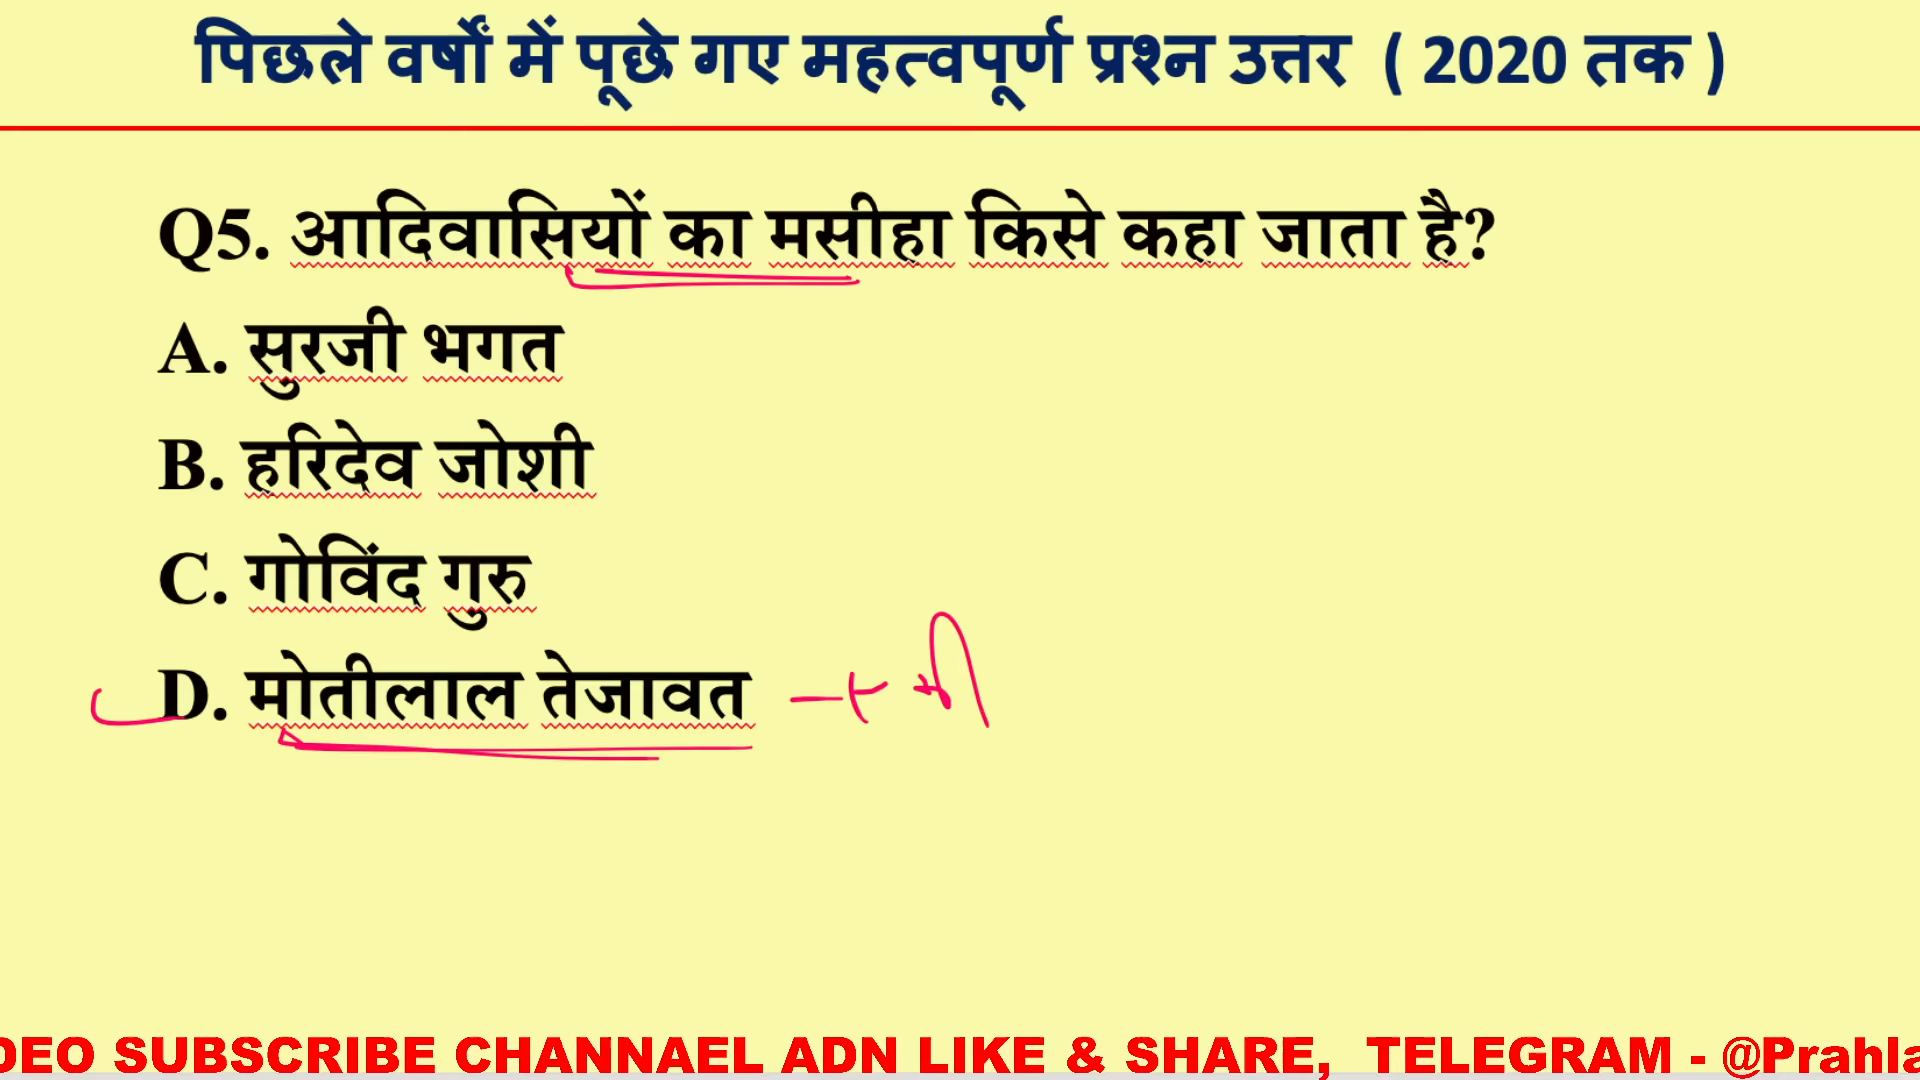 पिछले वर्षों में पूछे गए महत्वपूर्ण प्रश्न उत्तर ( 2020 तक )
Q5. आदिवासियों का मसीहा किसे कहा जाता है?
A. सुरजी भगत
B. हरिदेव जोशी
C. गोविंद गुरु
D. मोतीलाल तेजावत
DEO SUBSCRIBE CHANNAEL ADN LIKE & SHARE, TELEGRAM - @Prahla